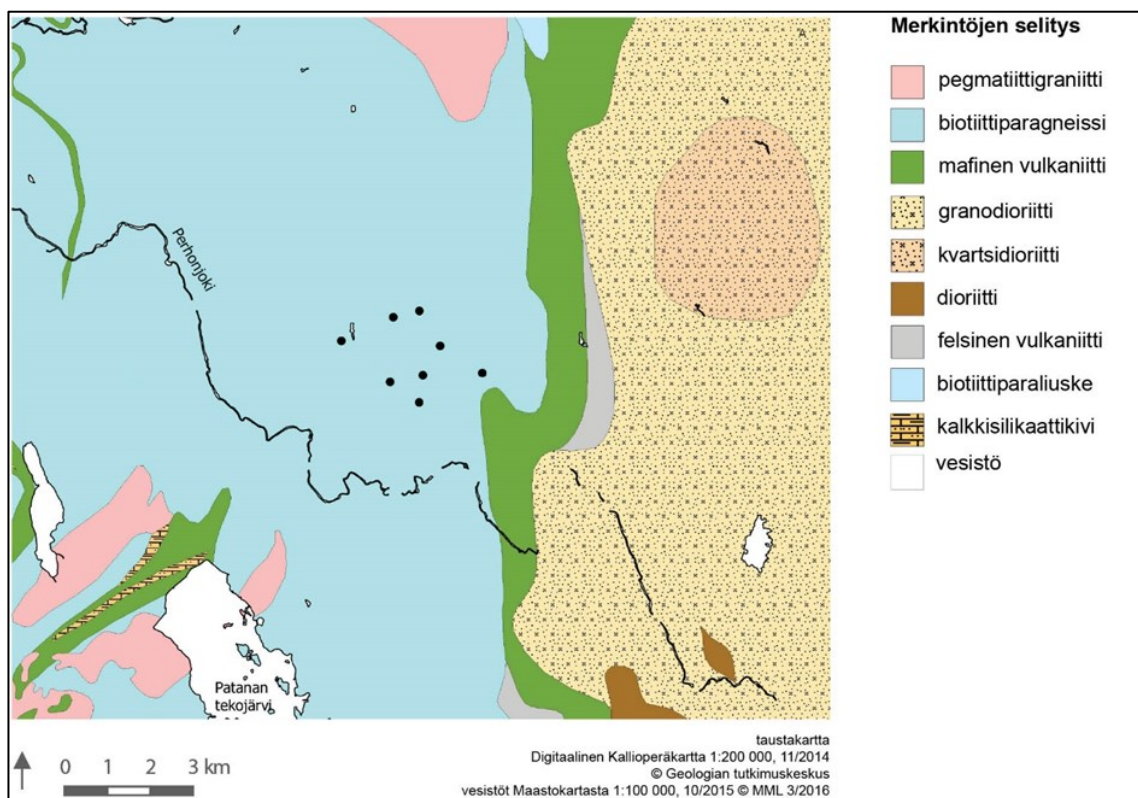 Merkintöjen selitys
pegmatiittigraniitti
biotiittiparagneissi
mafinen vulkaniitti
granodioriitti
kvartsidioriitti
dioriitti
felsinen vulkaniitti
biotiittiparaliuske
kalkkisilikaattikivi
vesistö
Perhonjoki
Patanan
tekojärvi
0 1 2 3 km
taustakartta
Digitaalinen Kallioperäkartta 1:200 000, 11/2014
© Geologian tutkimuskeskus
vesistöt Maastokartasta 1:100 000, 10/2015 © MML 3/2016